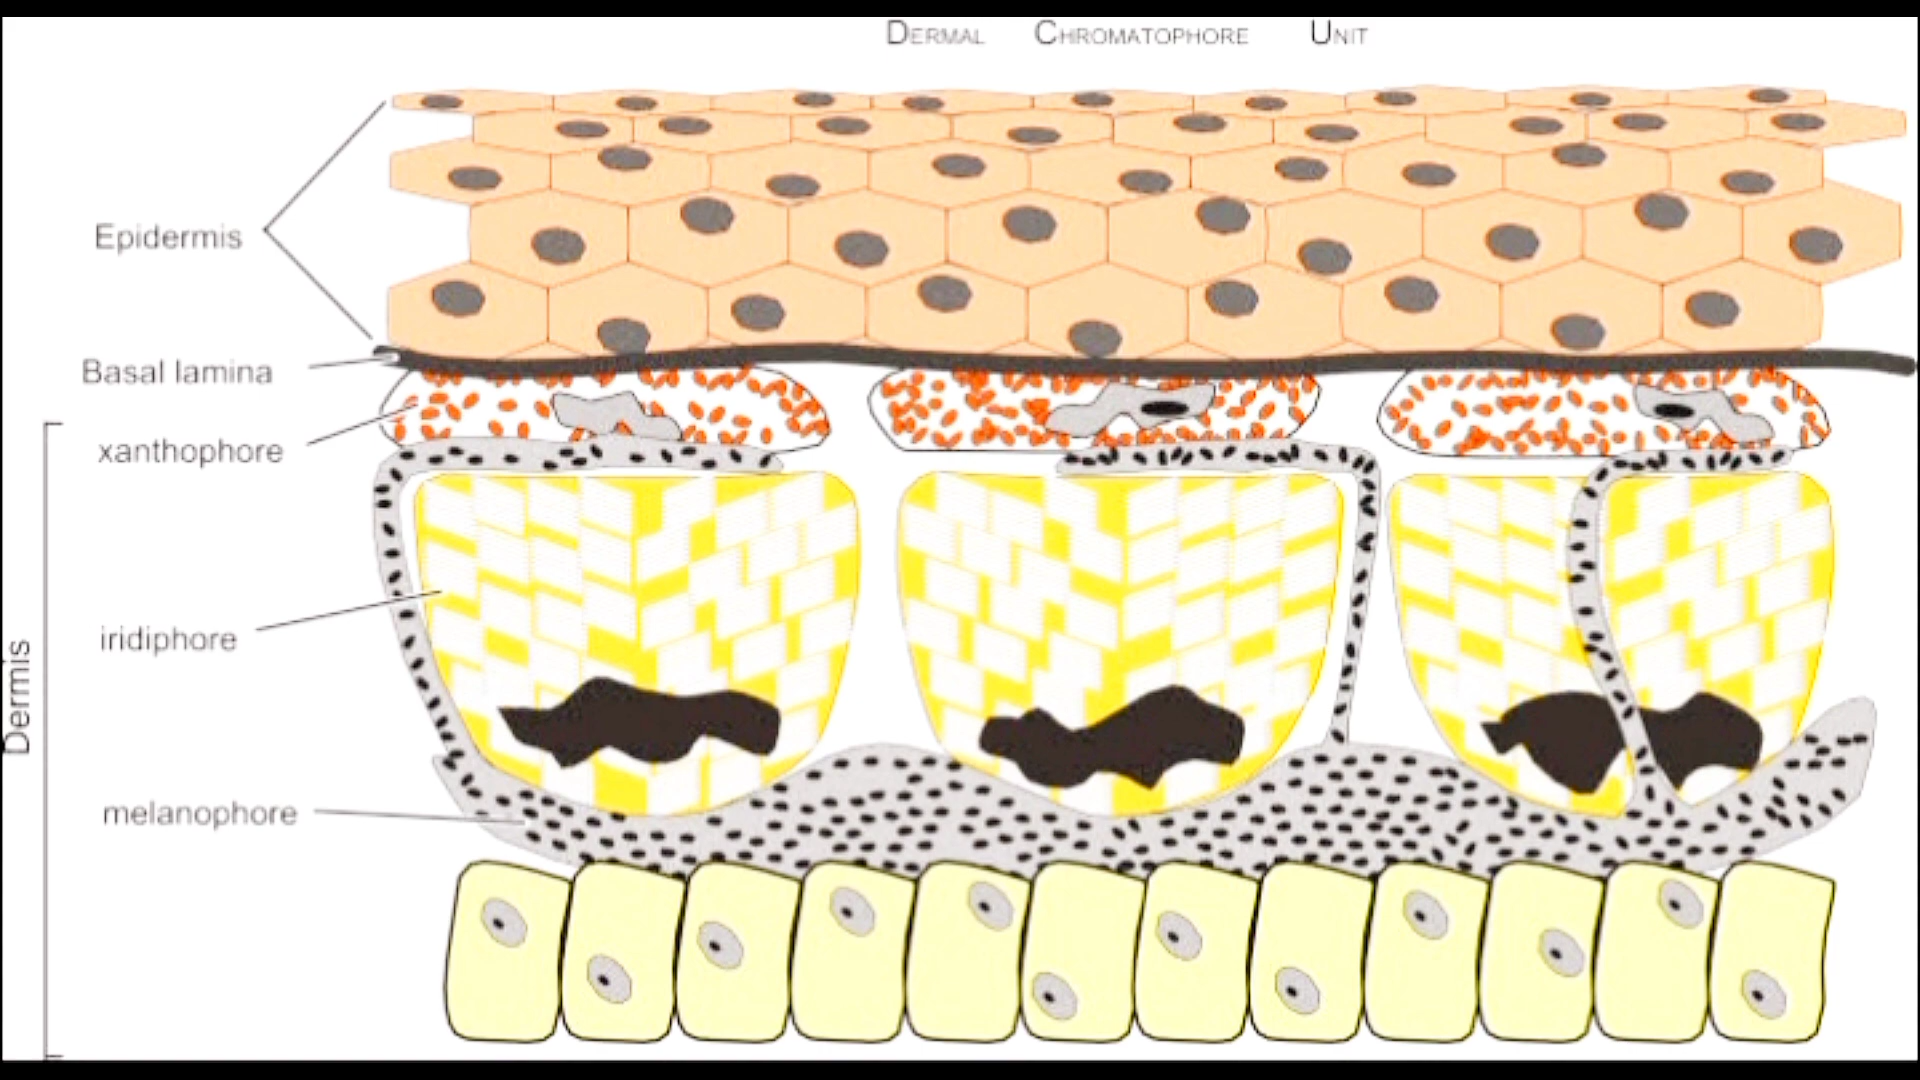 DERMAL CHROMATOPHORE UNIT
Epidermis
Basal lamina
xanthophore
iridiphore
Dermis
melanophore